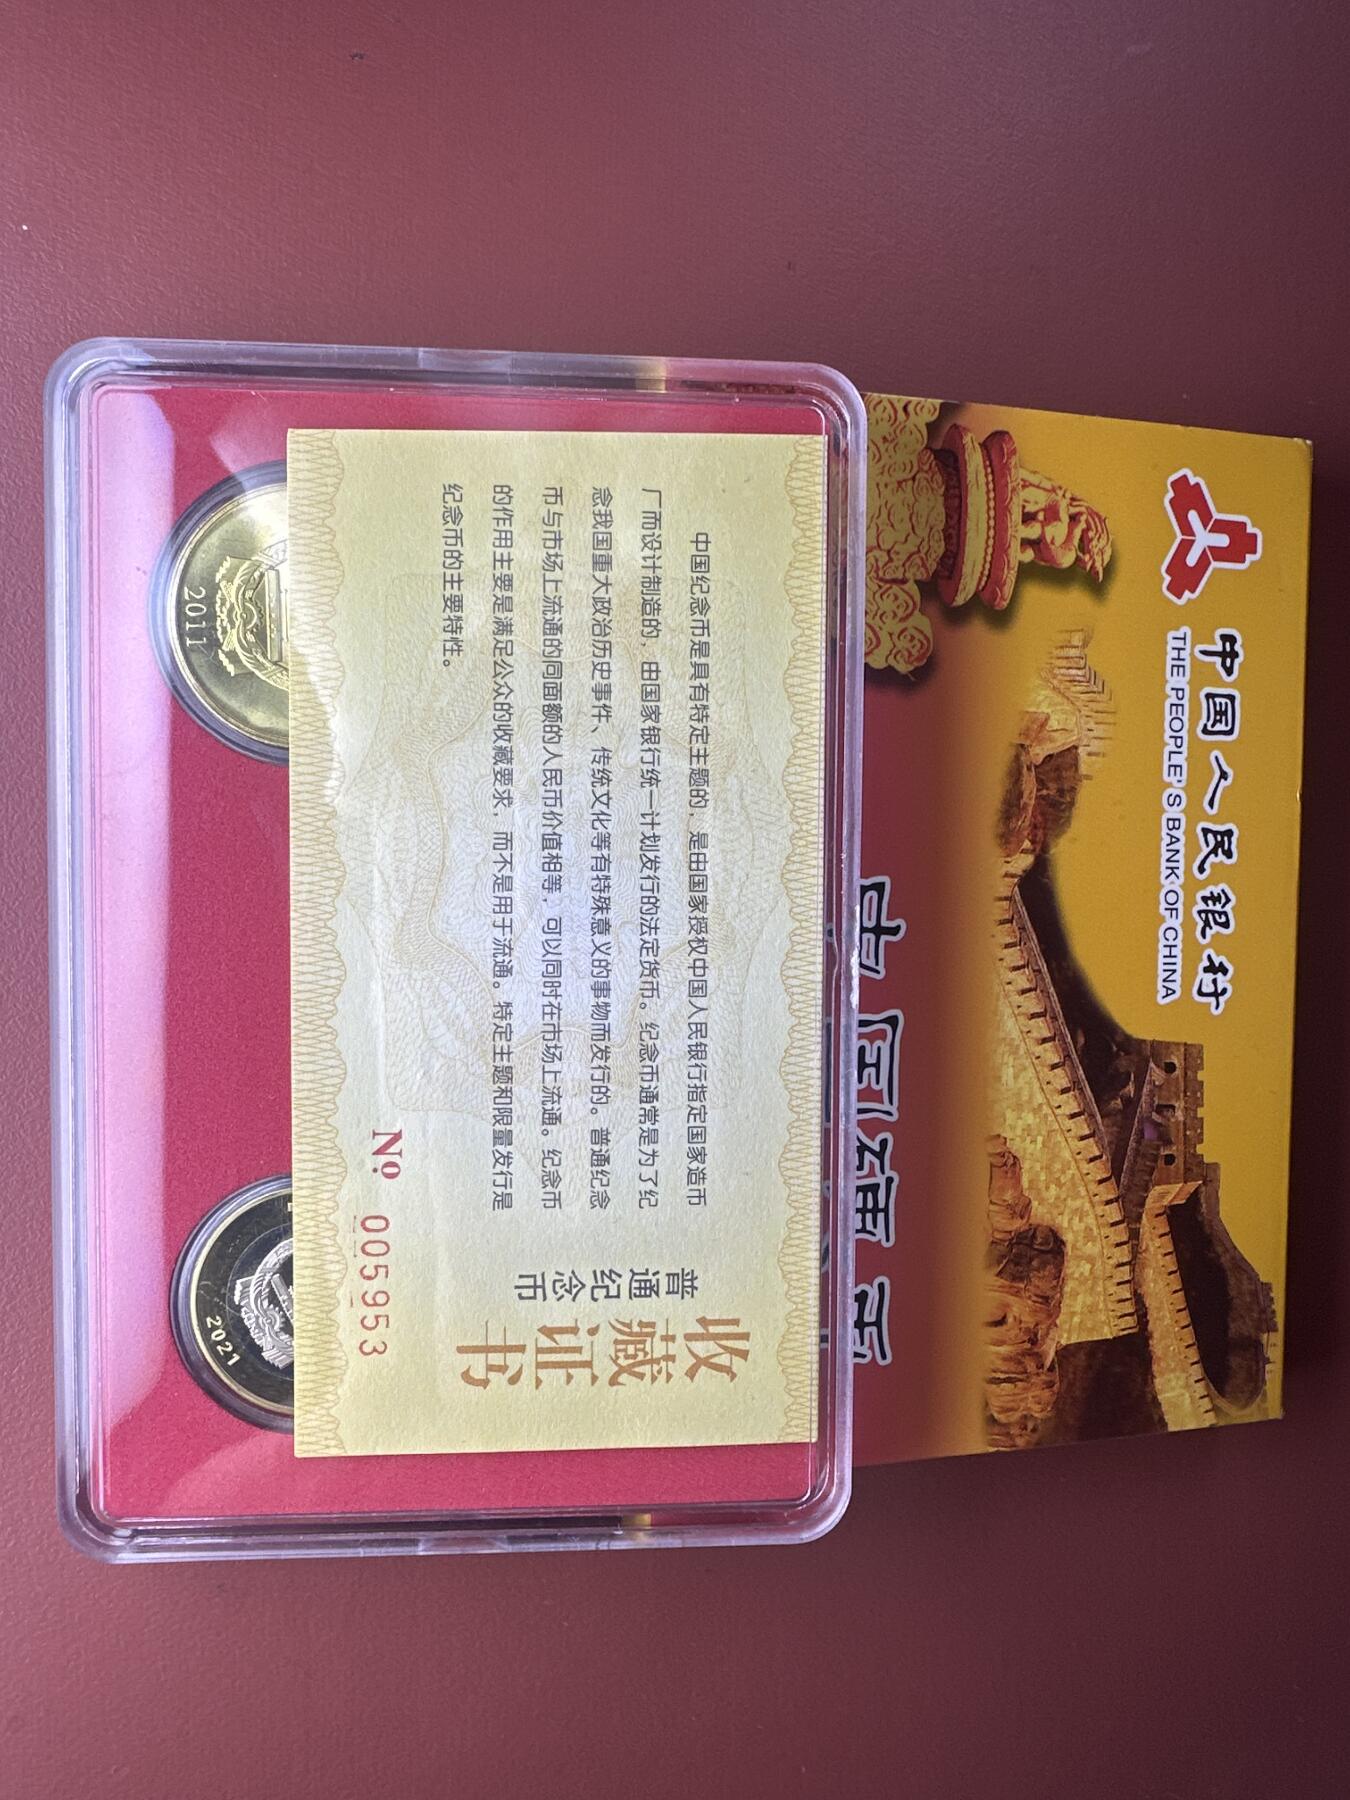 中国人民银行
THE PEOPLE'S BANK OF CHINA
中国硬币
收藏证书
普通纪念币
中国纪念币是具有特定主题的，是由国家授权中国人民银行指定国家造币
厂而设计制造的，由国家银行统一计划发行的法定货币。纪念币通常是为了纪
念我国重大政治历史事件、传统文化等有特殊意义的事物而发行的。普通纪念
币与市场上流通的同面额的人民币价值相等，可以同时在市场上流通。纪念币
的作用主要是满足公众的收藏要求，而不是用于流通。特定主题和限量发行是
纪念币的主要特性。
№ 005953
2011
2021